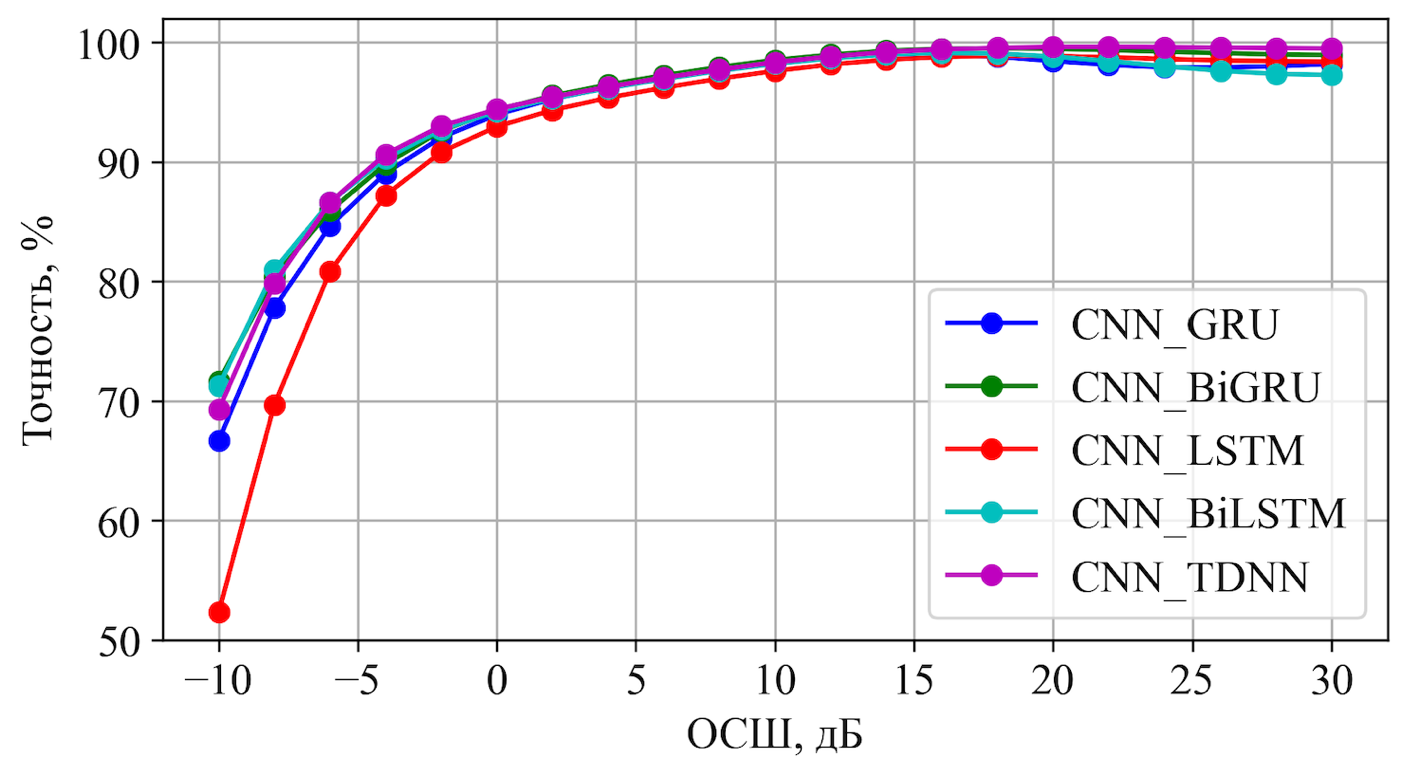 Точность, %
100
90
80
70
60
50
−10 −5 0 5 10 15 20 25 30
ОСШ, дБ
CNN_GRU
CNN_BiGRU
CNN_LSTM
CNN_BiLSTM
CNN_TDNN